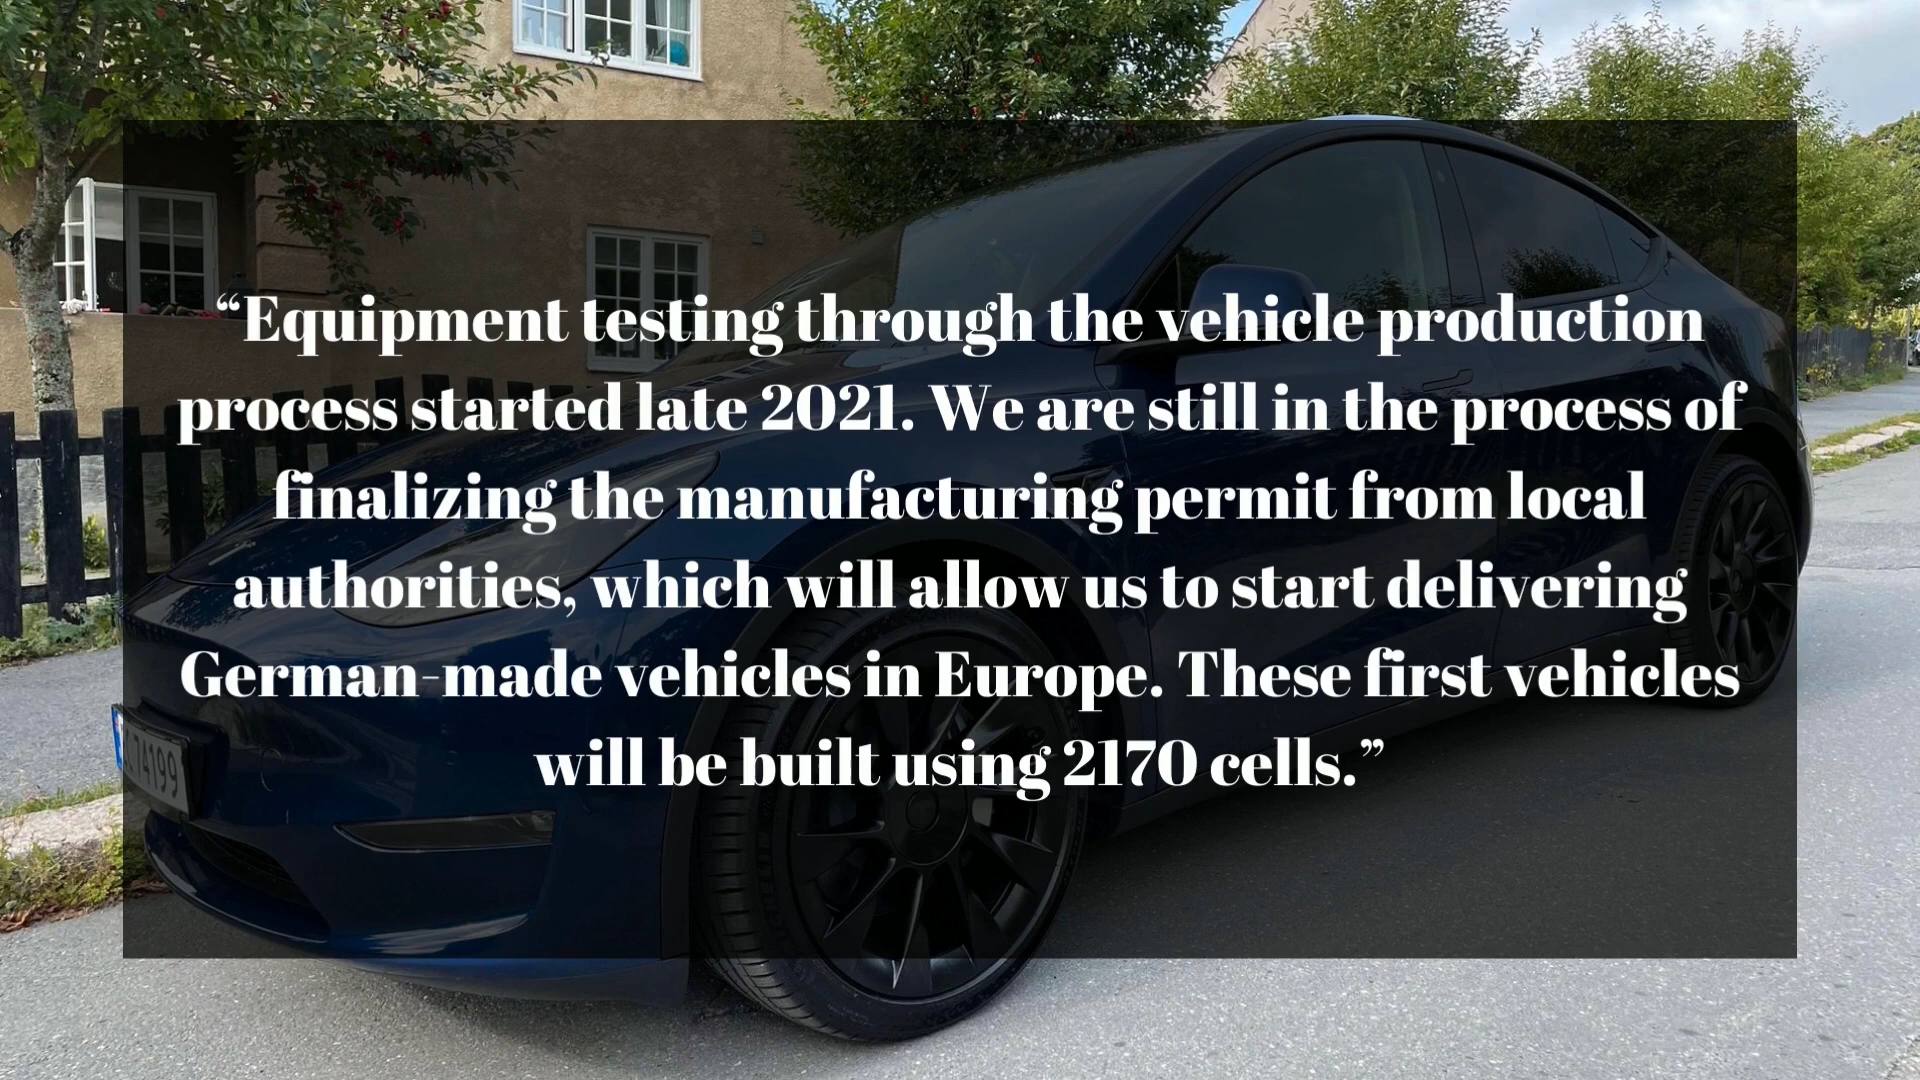 “Equipment testing through the vehicle production
process started late 2021. We are still in the process of
finalizing the manufacturing permit from local
authorities, which will allow us to start delivering
German-made vehicles in Europe. These first vehicles
will be built using 2170 cells.”
74199